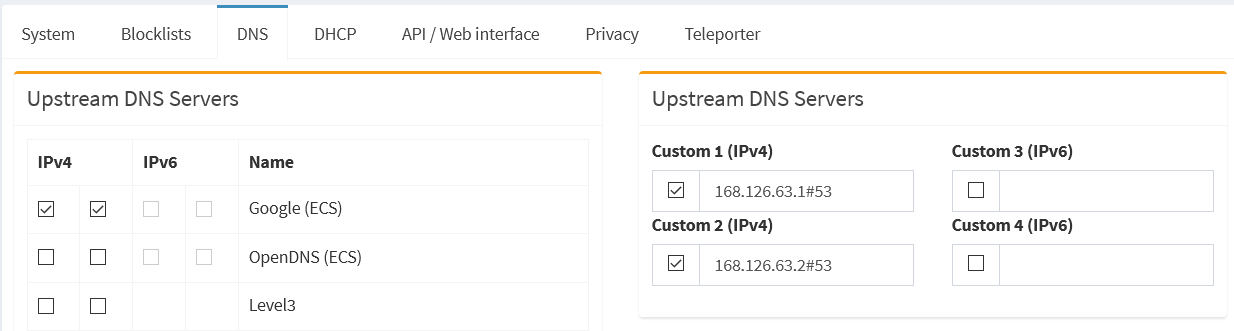 System Blocklists DNS DHCP API / Web interface Privacy Teleporter
Upstream DNS Servers
IPv4 IPv6 Name
Google (ECS)
OpenDNS (ECS)
Level3
Upstream DNS Servers
Custom 1 (IPv4) Custom 3 (IPv6)
168.126.63.1#53
Custom 2 (IPv4) Custom 4 (IPv6)
168.126.63.2#53